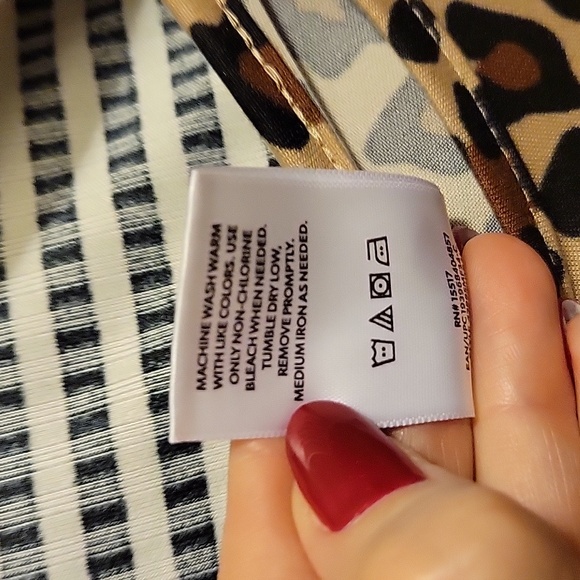 MACHINE WASH WARM
WITH LIKE COLORS. USE
ONLY NON-CHLORINE
BLEACH WHEN NEEDED.
TUMBLE DRY LOW,
REMOVE PROMPTLY.
MEDIUM IRON AS NEEDED.
RN# 15517